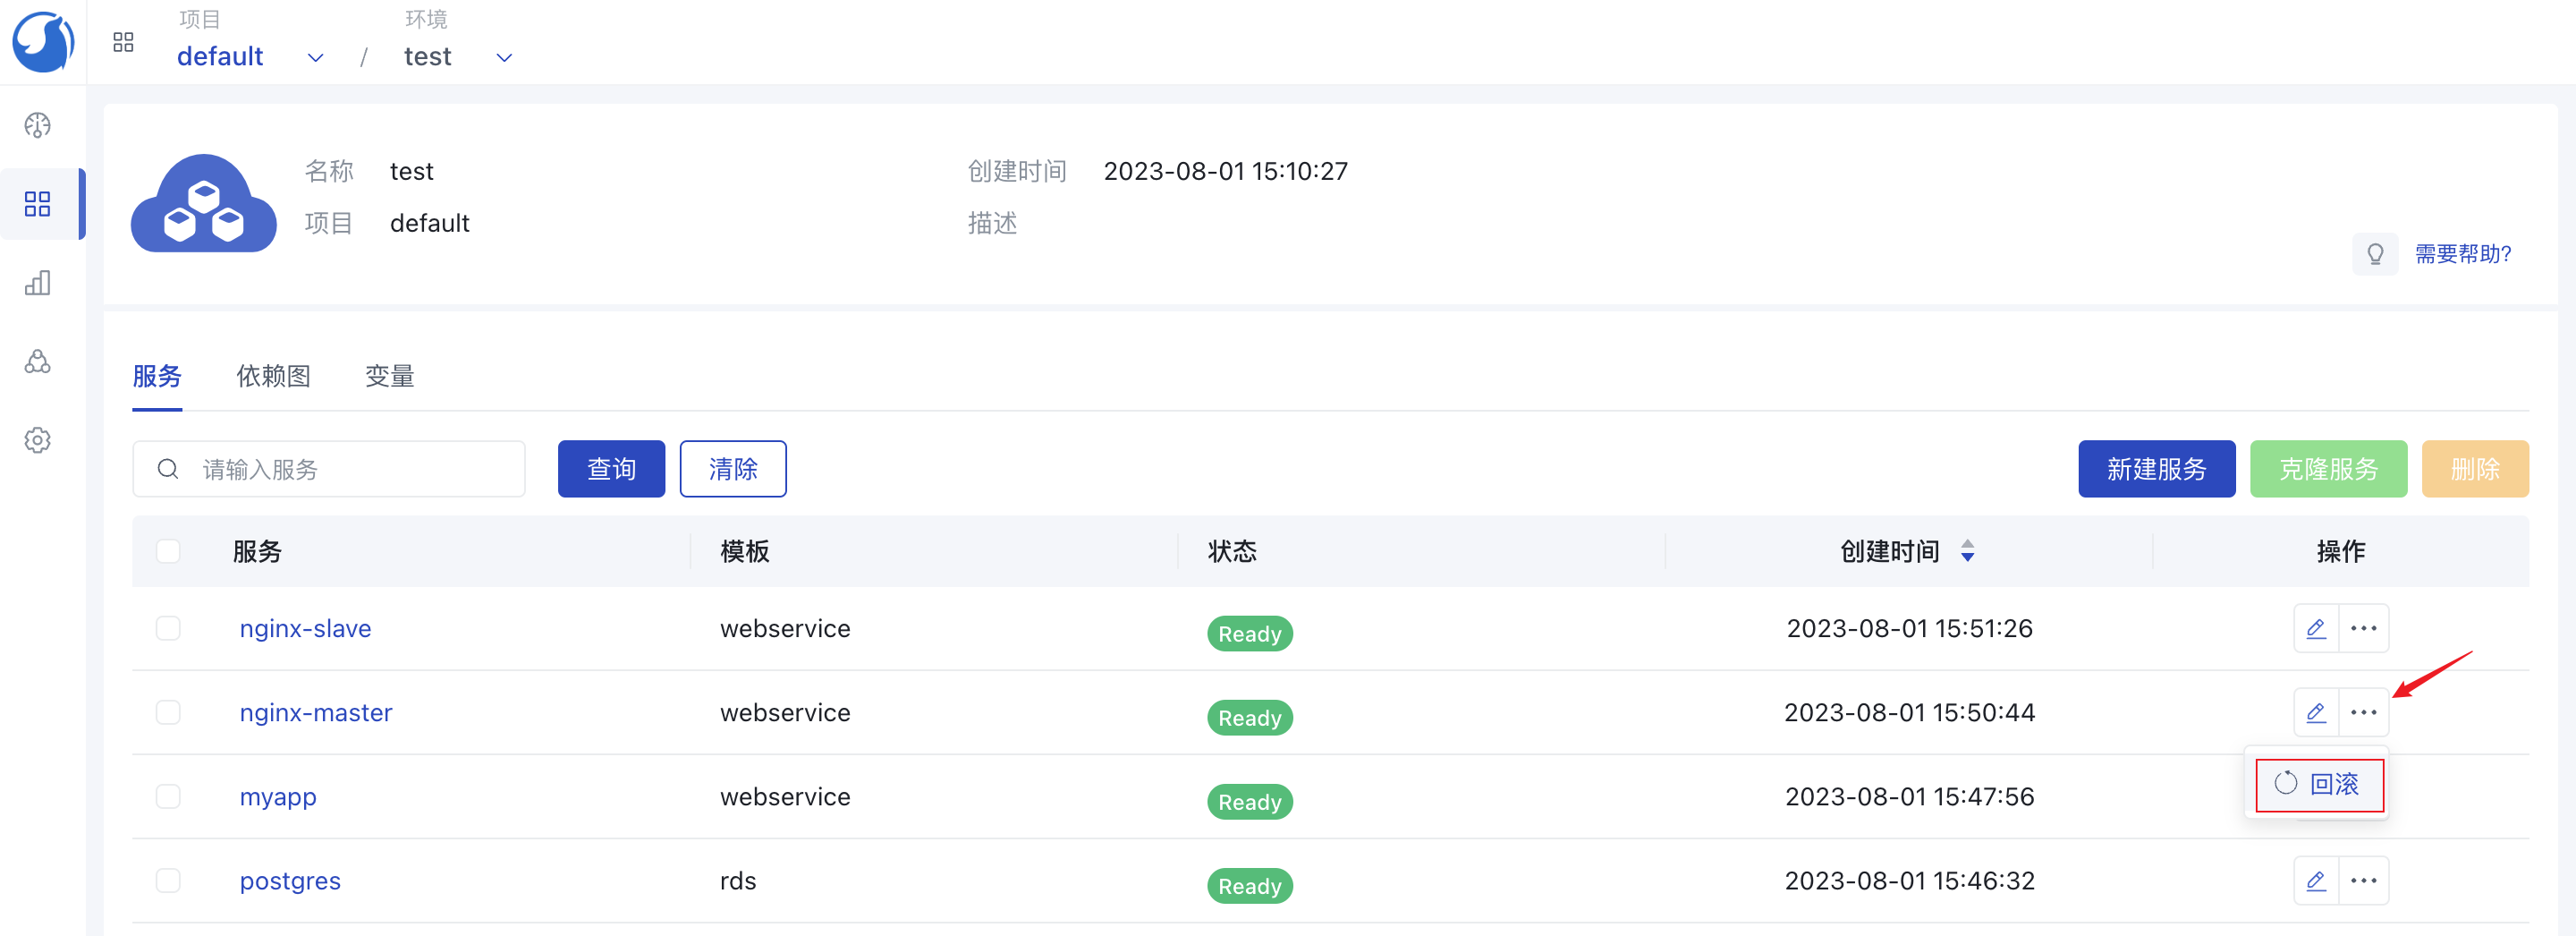 项目 环境
default / test
名称 test 创建时间 2023-08-01 15:10:27
项目 default 描述
需要帮助?
服务 依赖图 变量
请输入服务 查询 清除 新建服务 克隆服务 删除
服务 模板 状态 创建时间 操作
nginx-slave webservice Ready 2023-08-01 15:51:26
nginx-master webservice Ready 2023-08-01 15:50:44
myapp webservice Ready 2023-08-01 15:47:56
回滚
postgres rds Ready 2023-08-01 15:46:32